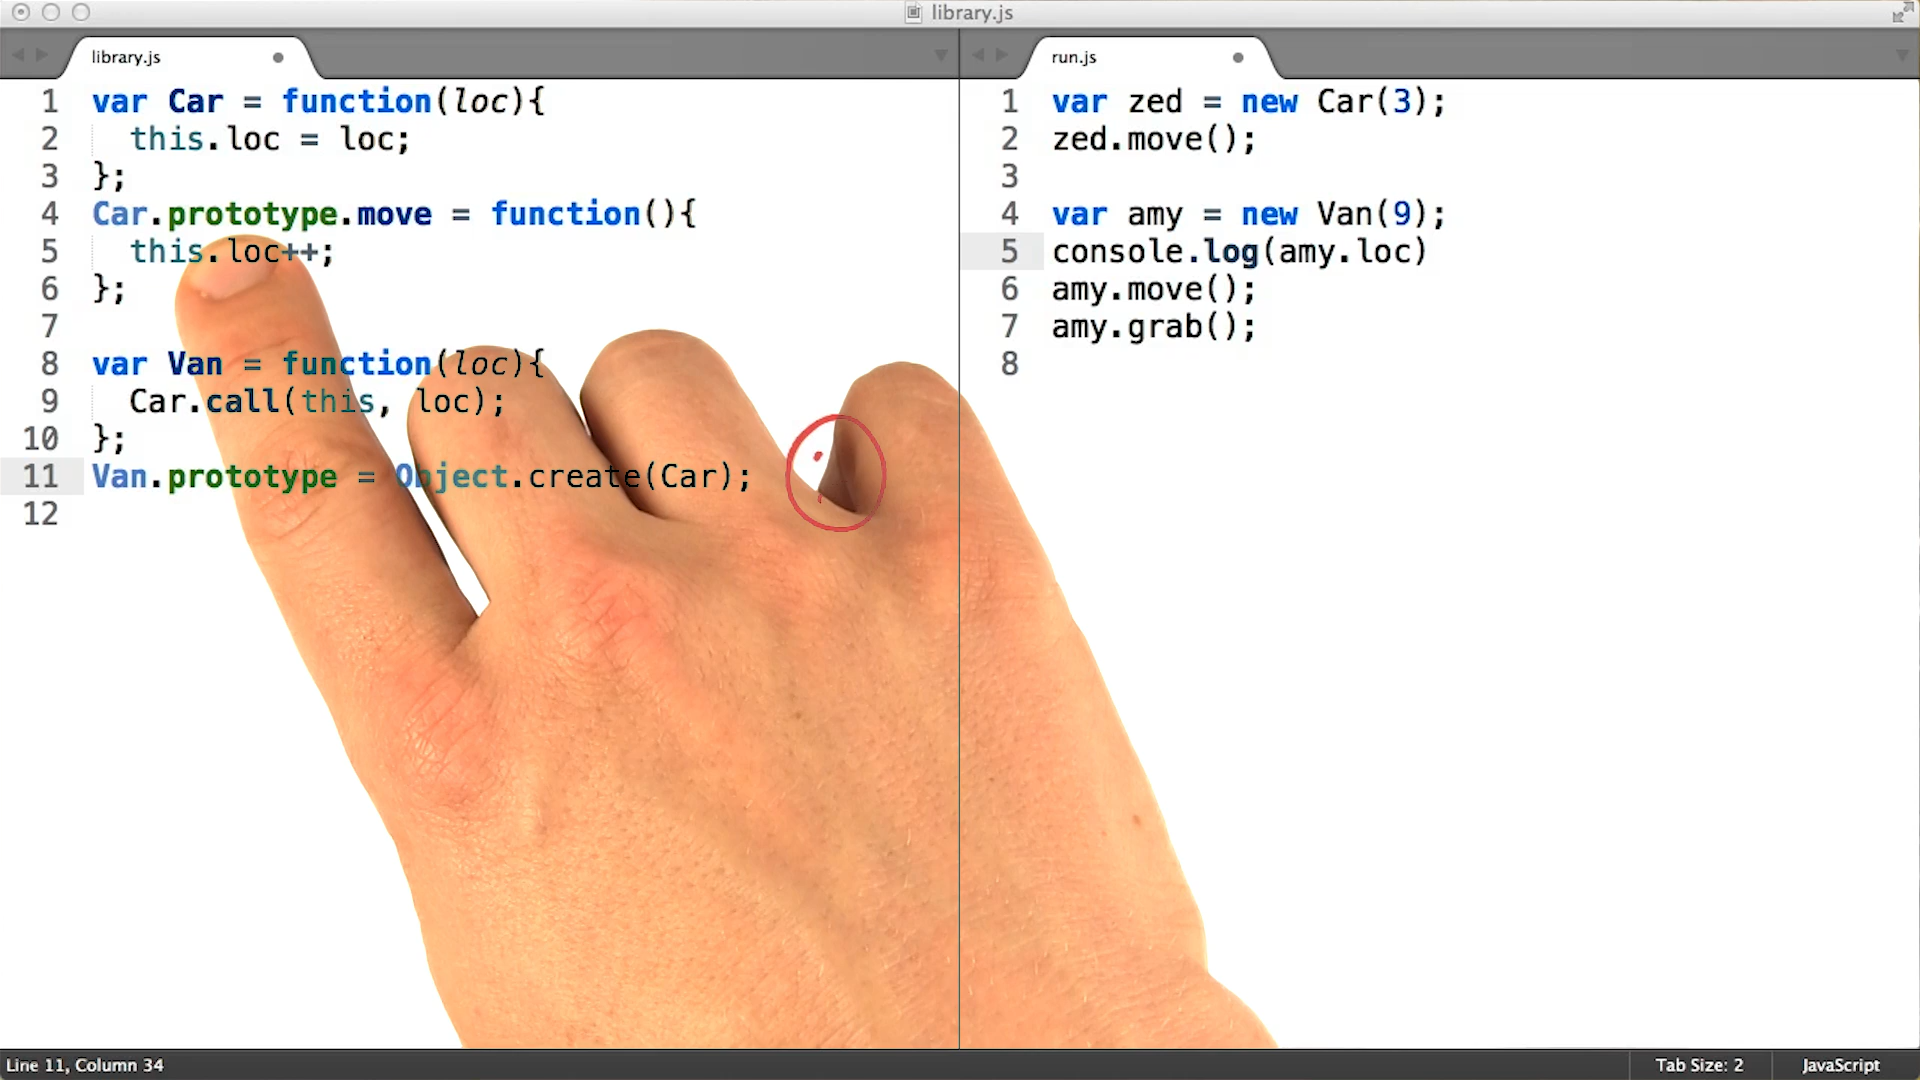 library.js
library.js
1 var Car = function(loc){
2 this.loc = loc;
3 };
4 Car.prototype.move = function(){
5 this.loc++;
6 };
7
8 var Van = function(loc){
9 Car.call(this, loc);
10 };
11 Van.prototype = Object.create(Car);
12
run.js
1 var zed = new Car(3);
2 zed.move();
3
4 var amy = new Van(9);
5 console.log(amy.loc)
6 amy.move();
7 amy.grab();
8
Line 11, Column 34
Tab Size: 2
JavaScript